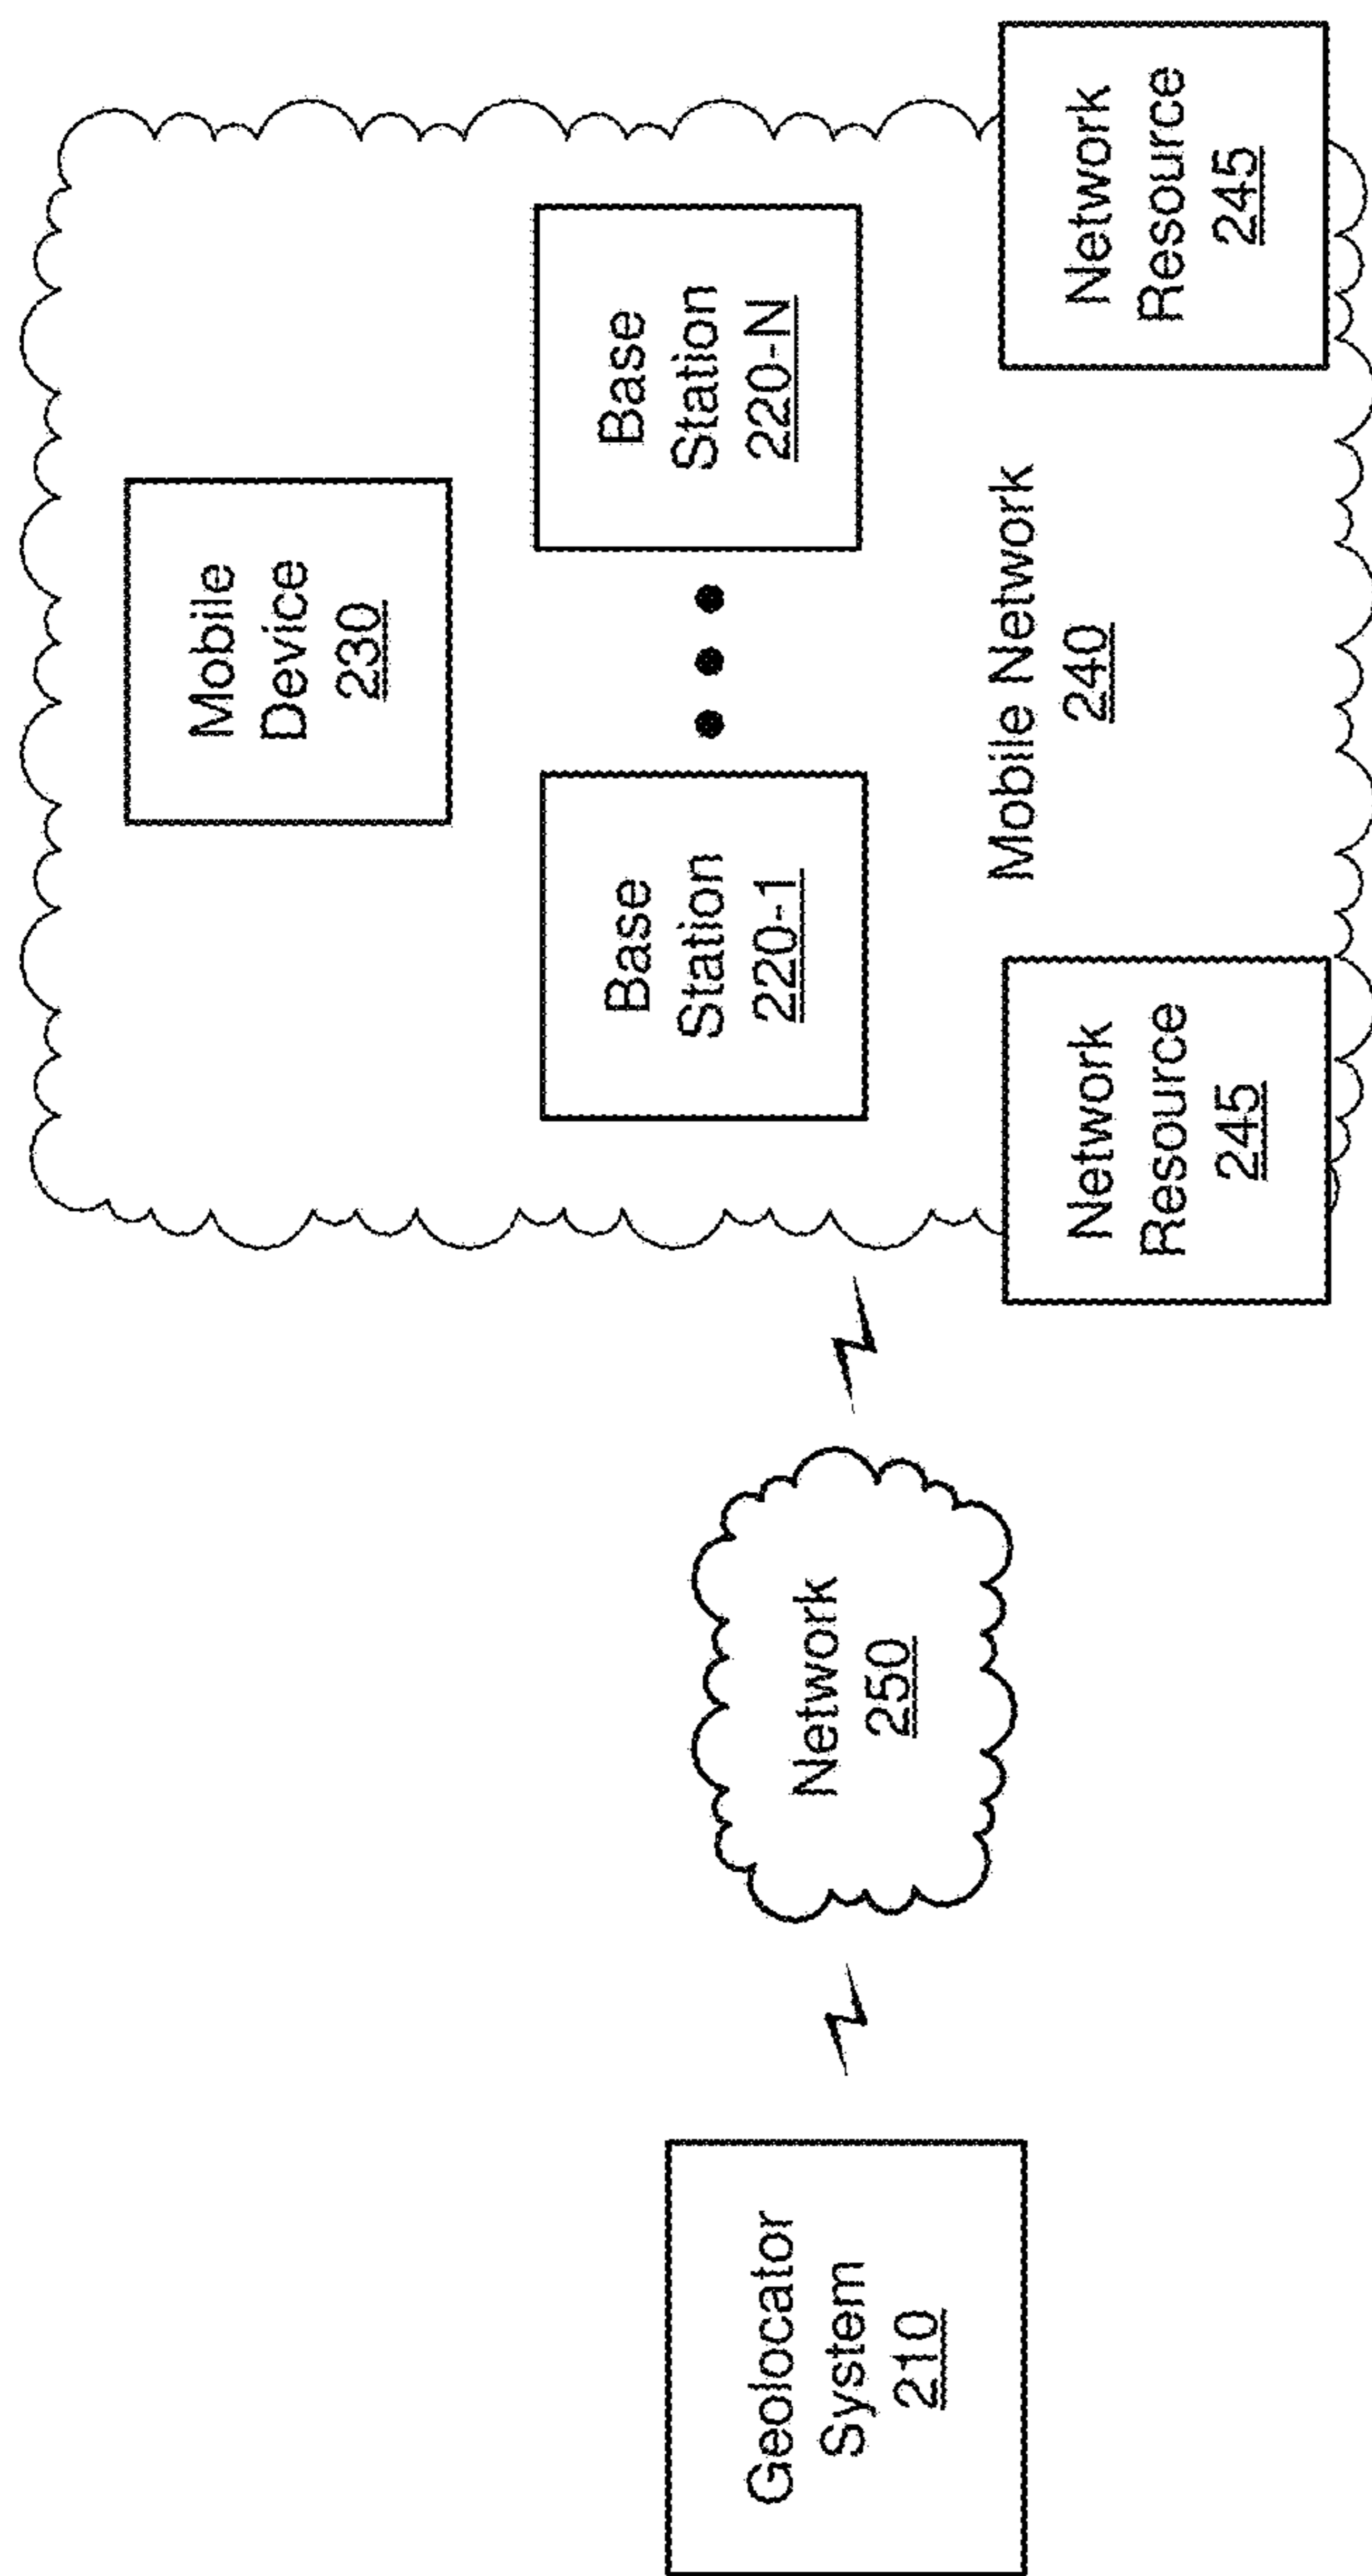 Mobile
Device
230
Base
Station
220-1
Base
Station
220-N
Mobile Network
240
Network
Resource
245
Network
Resource
245
Network
250
Geolocator
System
210